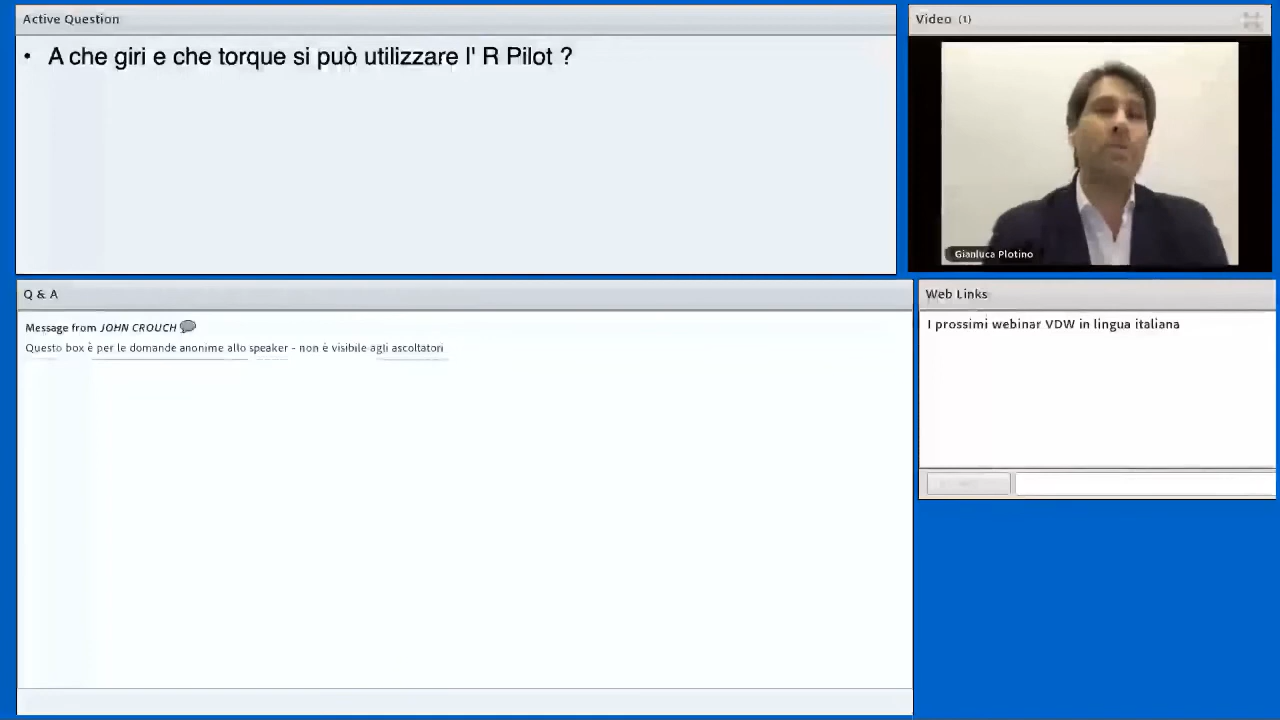 Active Question
• A che giri e che torque si può utilizzare l' R Pilot ?
Video (1)
Gianluca Plotino
Q & A
Message from JOHN CROUCH
Questo box è per le domande anonime allo speaker - non è visibile agli ascoltatori
Web Links
I prossimi webinar VDW in lingua italiana